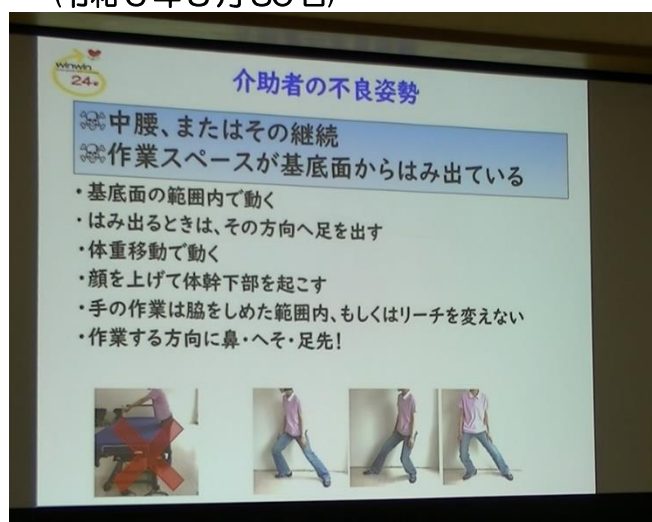 winwin
24
介助者の不良姿勢
☠中腰、またはその継続
☠作業スペースが基底面からはみ出ている
・基底面の範囲内で動く
・はみ出るときは、その方向へ足を出す
・体重移動で動く
・顔を上げて体幹下部を起こす
・手の作業は脇をしめた範囲内、もしくはリーチを変えない
・作業する方向に鼻・へそ・足先!